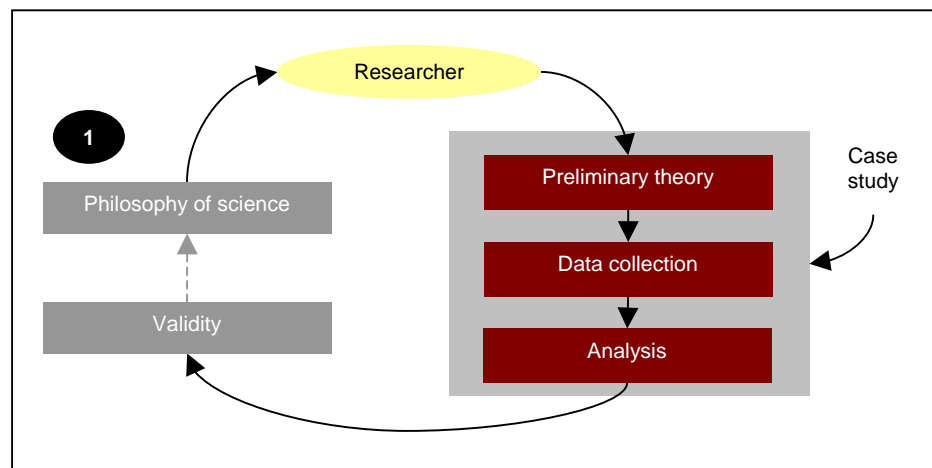 Researcher
1
Case
study
Preliminary theory
Philosophy of science
Data collection
Validity
Analysis